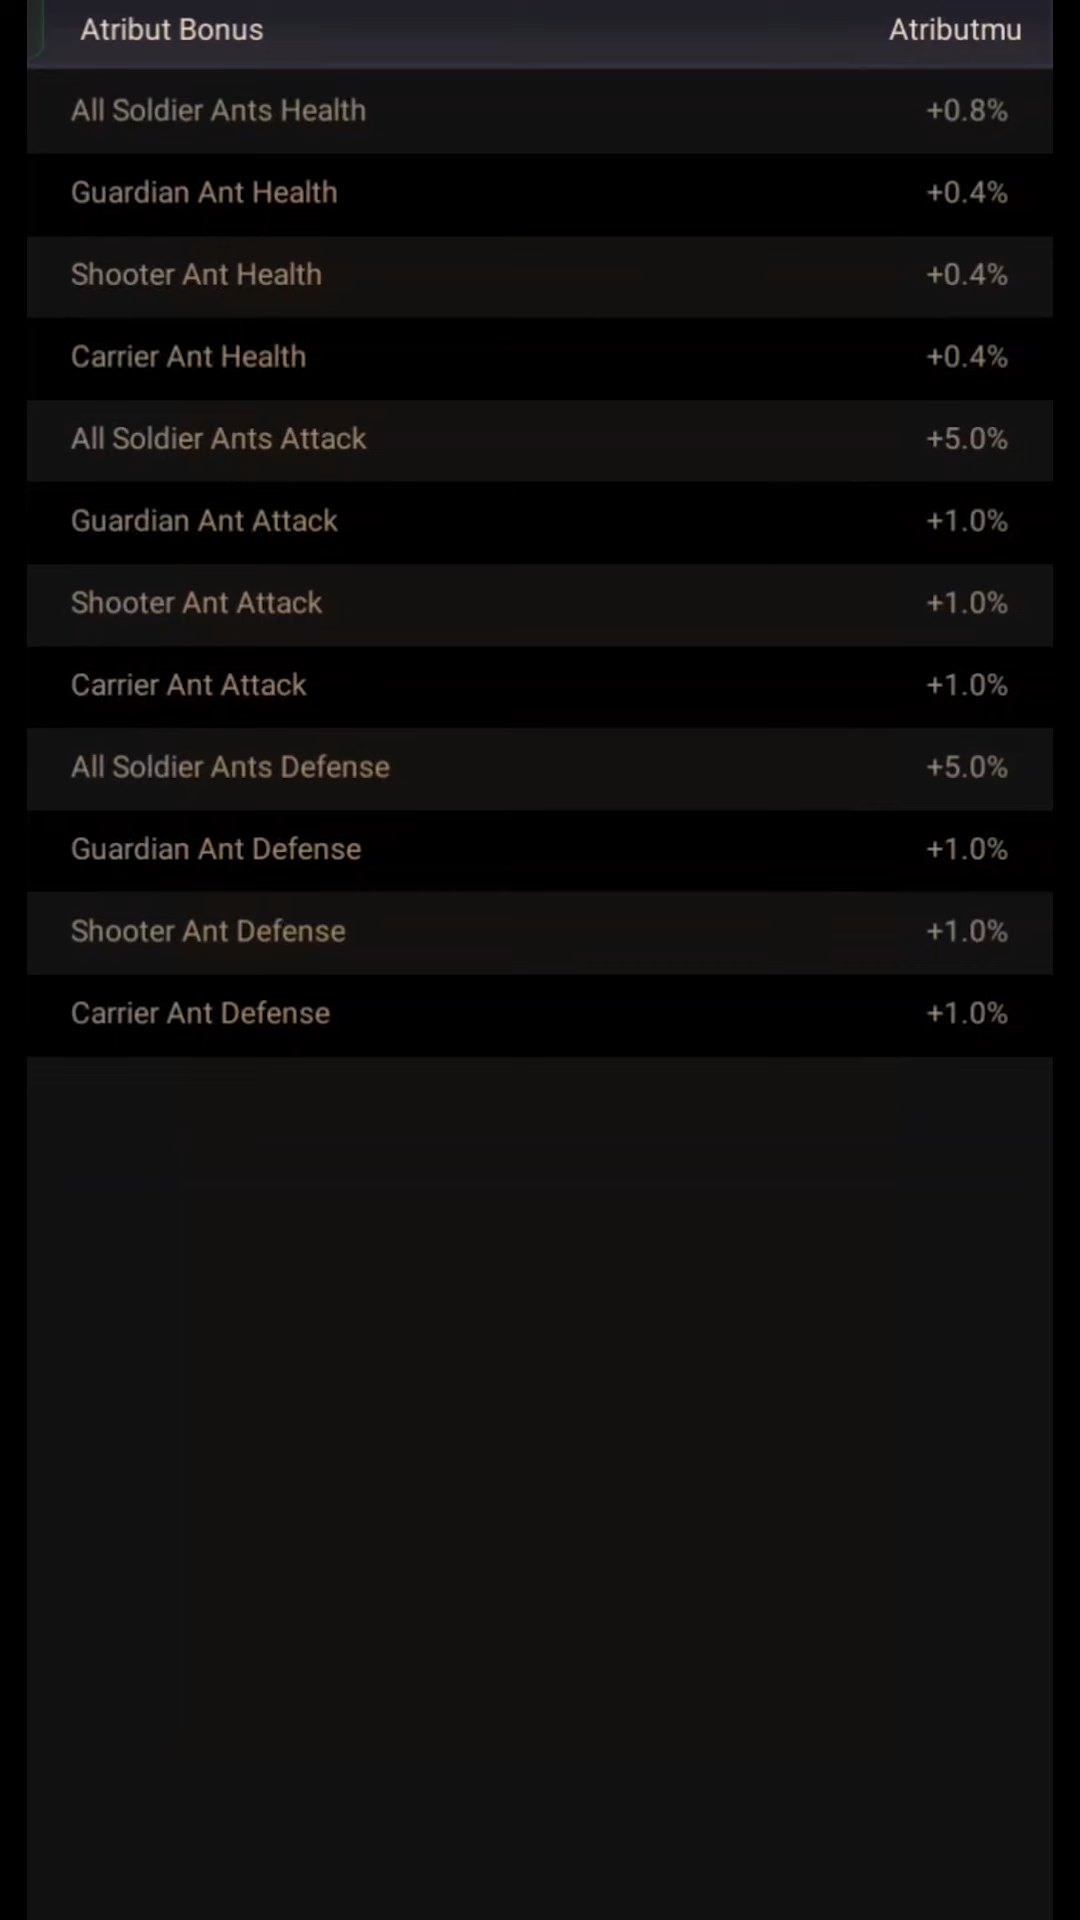 Atribut Bonus Atributmu
All Soldier Ants Health +0.8%
Guardian Ant Health +0.4%
Shooter Ant Health +0.4%
Carrier Ant Health +0.4%
All Soldier Ants Attack +5.0%
Guardian Ant Attack +1.0%
Shooter Ant Attack +1.0%
Carrier Ant Attack +1.0%
All Soldier Ants Defense +5.0%
Guardian Ant Defense +1.0%
Shooter Ant Defense +1.0%
Carrier Ant Defense +1.0%